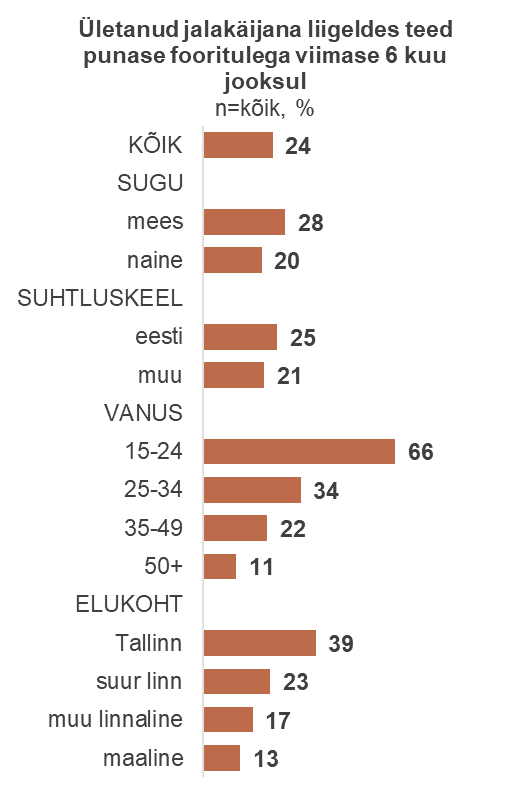 Ületanud jalakäijana liigeldes teed
punase fooritulega viimase 6 kuu
jooksul
n=kõik, %
KÕIK 24
SUGU
mees 28
naine 20
SUHTLUSKEEL
eesti 25
muu 21
VANUS
15-24 66
25-34 34
35-49 22
50+ 11
ELUKOHT
Tallinn 39
suur linn 23
muu linnaline 17
maaline 13